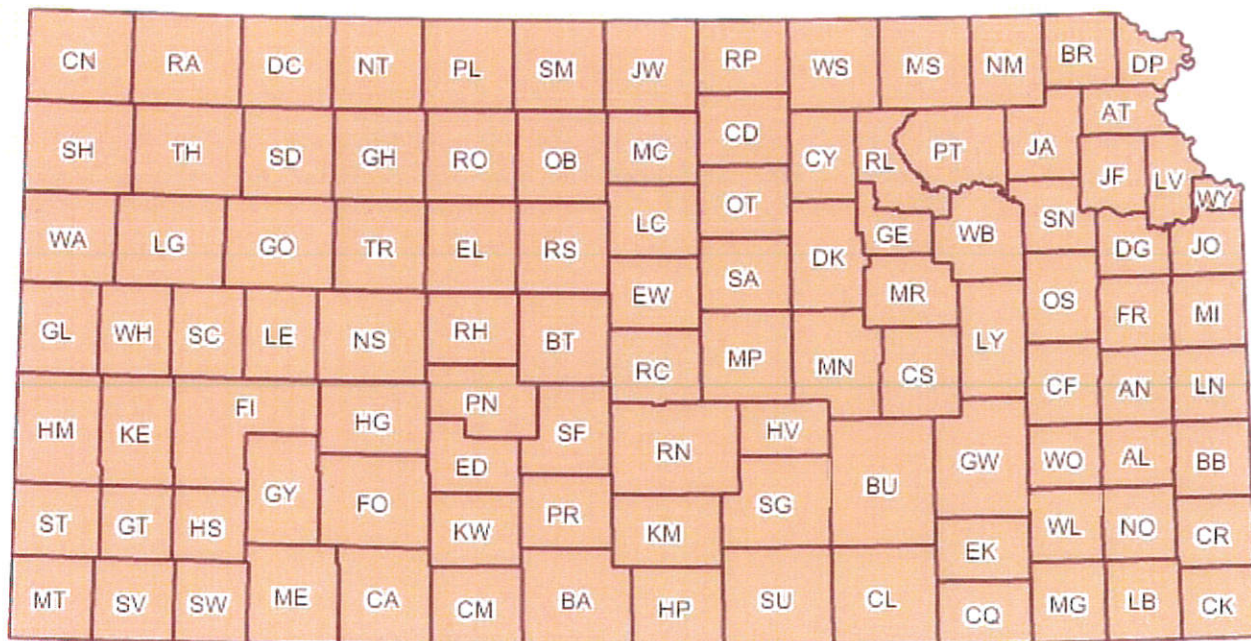 CN RA DC NT PL SM JW RP WS MS NM BR DP
AT
SH TH SD GH RO OB MC CD CY RL PT JA JF LV WY
WA LG GO TR EL RS LC OT DK GE WB SN DG JO
GL WH SC LE NS RH BT EW SA MR LY OS FR MI
RC MP MN CS CF AN LN
HM KE FI HG PN SF RN HV BU GW WO AL BB
ED
ST GT HS GY FO KW PR KM SG EK WL NO CR
MT SV SW ME CA CM BA HP SU CL CQ MG LB CK